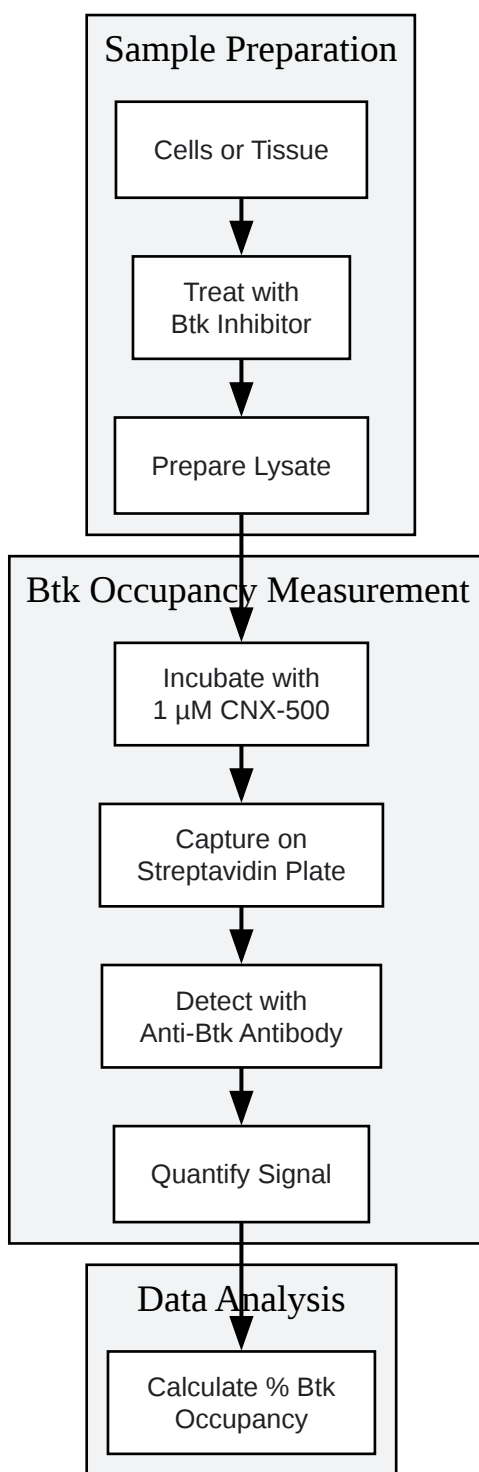 Sample Preparation
Cells or Tissue
Treat with
Btk Inhibitor
Prepare Lysate
Btk Occupancy Measurement
Incubate with
1 µM CNX-500
Capture on
Streptavidin Plate
Detect with
Anti-Btk Antibody
Quantify Signal
Data Analysis
Calculate % Btk
Occupancy